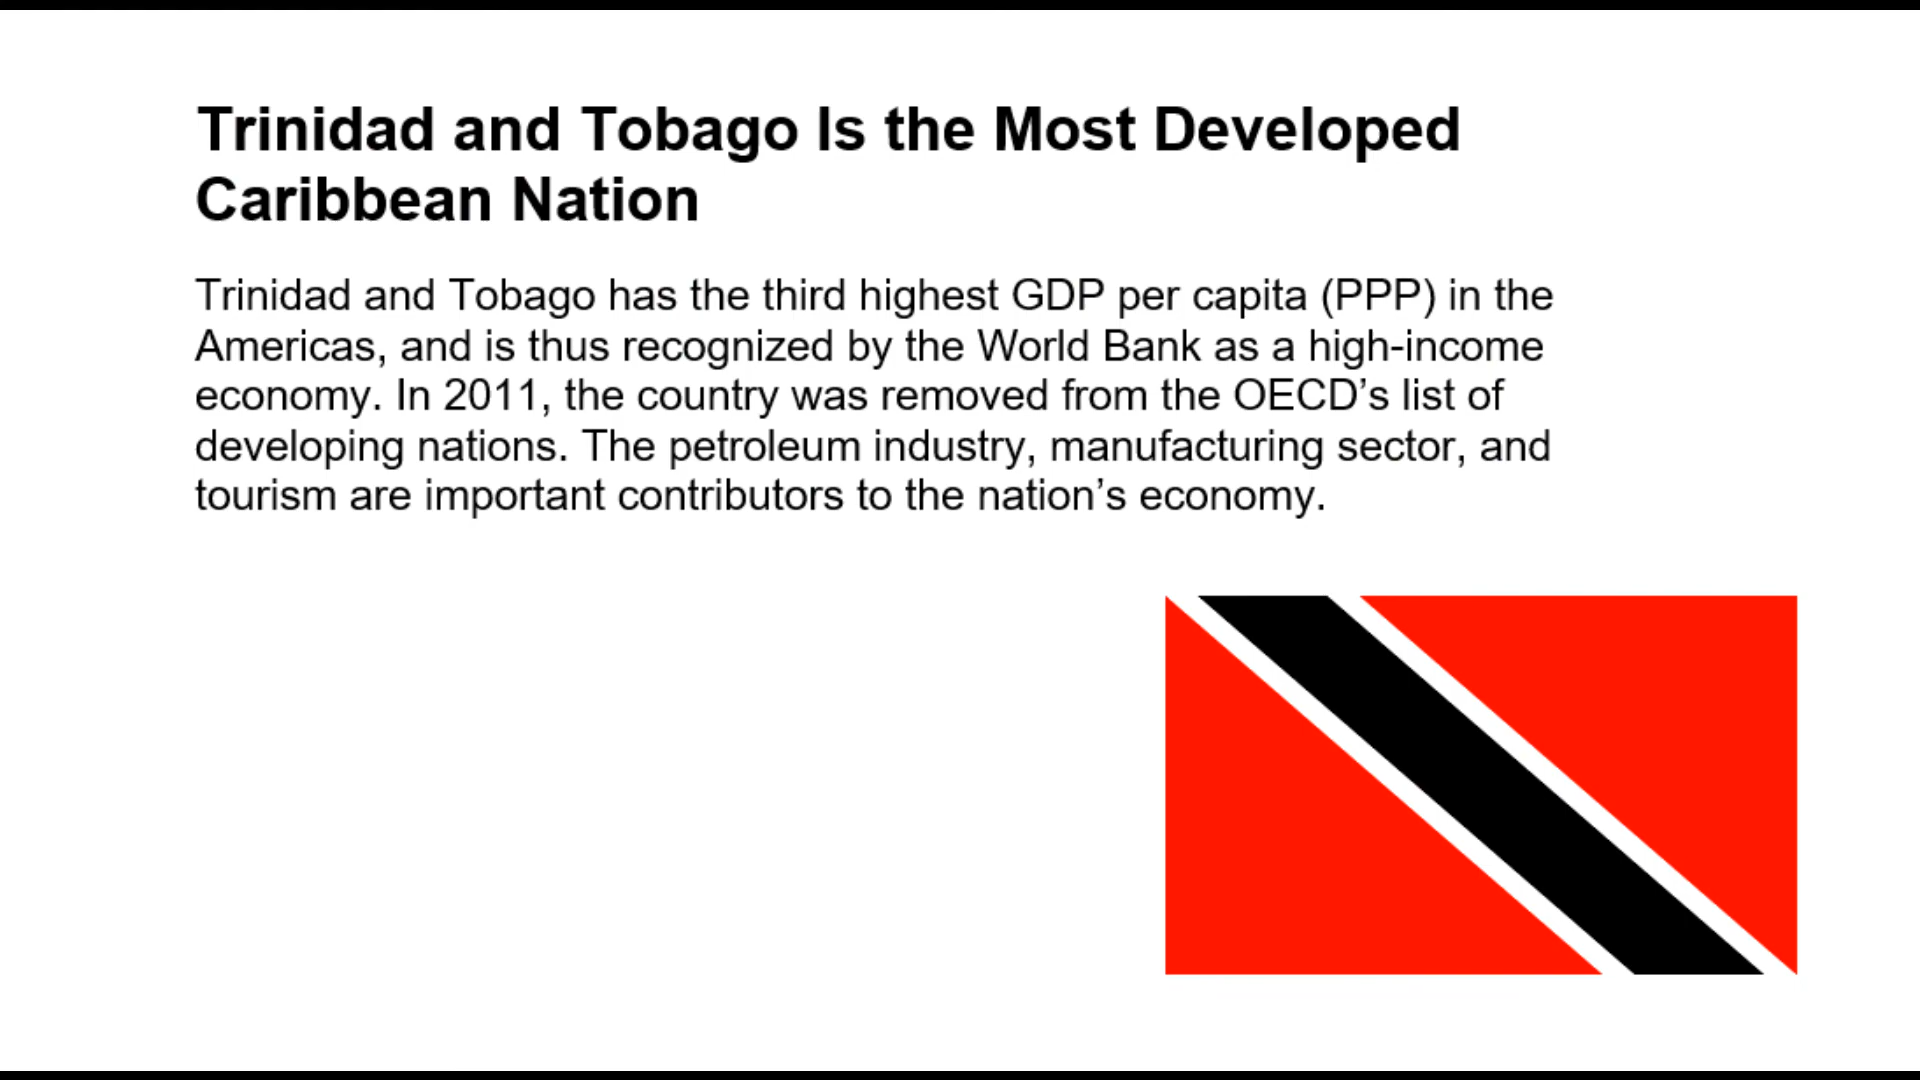 Trinidad and Tobago Is the Most Developed
Caribbean Nation
Trinidad and Tobago has the third highest GDP per capita (PPP) in the
Americas, and is thus recognized by the World Bank as a high-income
economy. In 2011, the country was removed from the OECD’s list of
developing nations. The petroleum industry, manufacturing sector, and
tourism are important contributors to the nation’s economy.